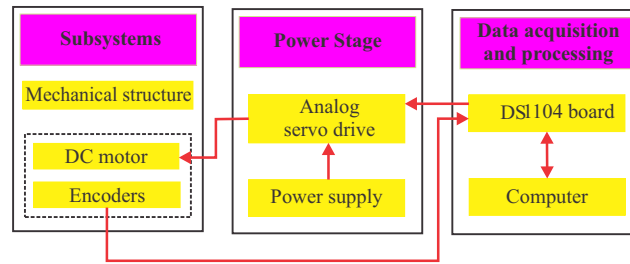 Subsystems
Mechanical structure
DC motor
Encoders
Power Stage
Analog
servo drive
Power supply
Data acquisition
and processing
DS1104 board
Computer